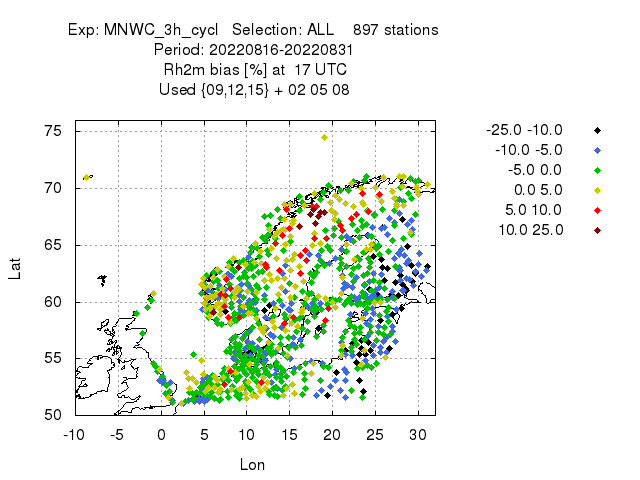 Exp: MNWC_3h_cycl   Selection: ALL    897 stations
Period: 20220816-20220831
Rh2m bias [%] at  17 UTC
Used {09,12,15} + 02 05 08
-25.0 -10.0
-10.0 -5.0
-5.0 0.0
0.0 5.0
5.0 10.0
10.0 25.0
75
70
65
60
55
50
Lat
-10 -5 0 5 10 15 20 25 30
Lon